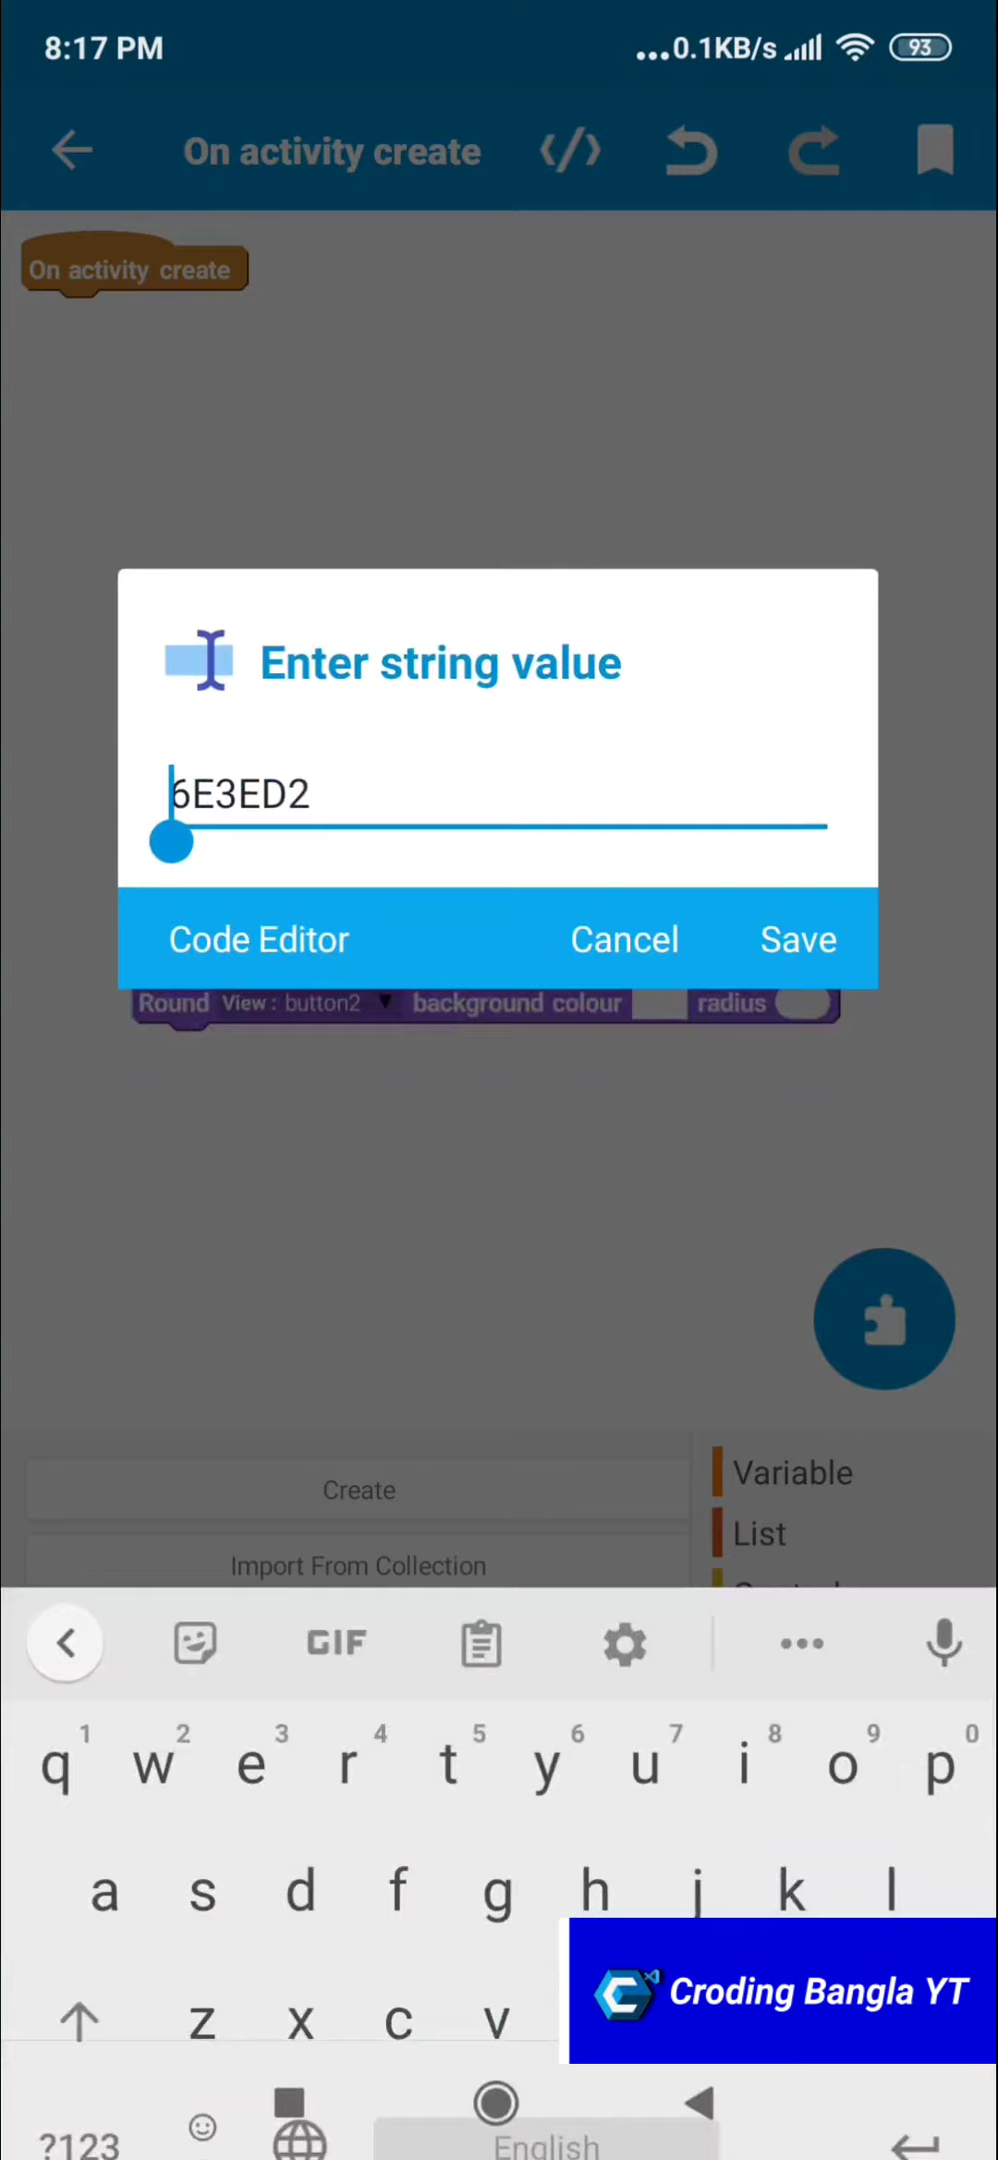 8:17 PM
...0.1KB/s
93
On activity create
On activity create
Enter string value
6E3ED2
Code Editor Cancel Save
Round View : button2 background colour radius
Create
Variable
List
Import From Collection
GIF
1 2 3 4 5 6 7 8 9 0
q w e r t y u i o p
a s d f g h j k l
z x c v
Croding Bangla YT
?123
English